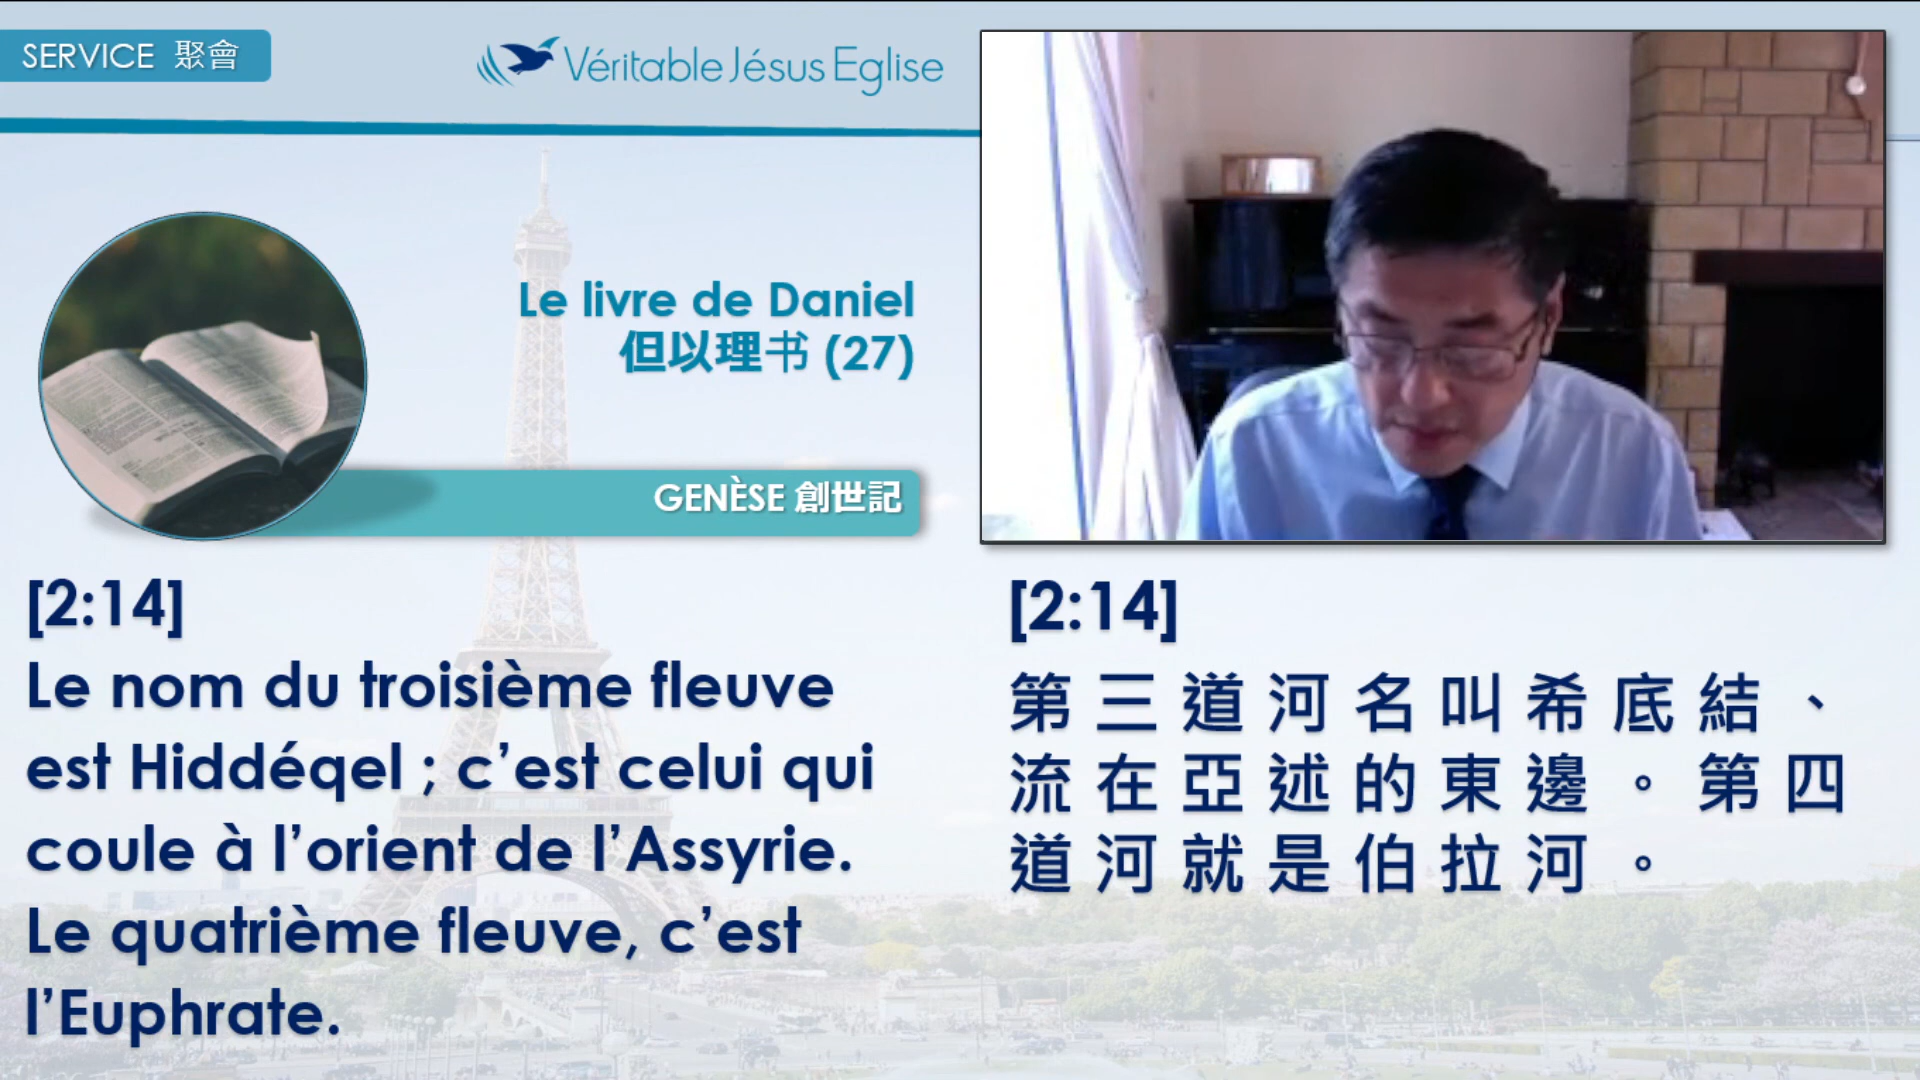 SERVICE 聚會
Véritable Jésus Eglise
Le livre de Daniel
但以理书 (27)
GENÈSE 創世記
[2:14]
Le nom du troisième fleuve
est Hiddéqel ; c’est celui qui
coule à l’orient de l’Assyrie.
Le quatrième fleuve, c’est
l’Euphrate.
[2:14]
第三道河名叫希底結、
流在亞述的東邊。第四
道河就是伯拉河。